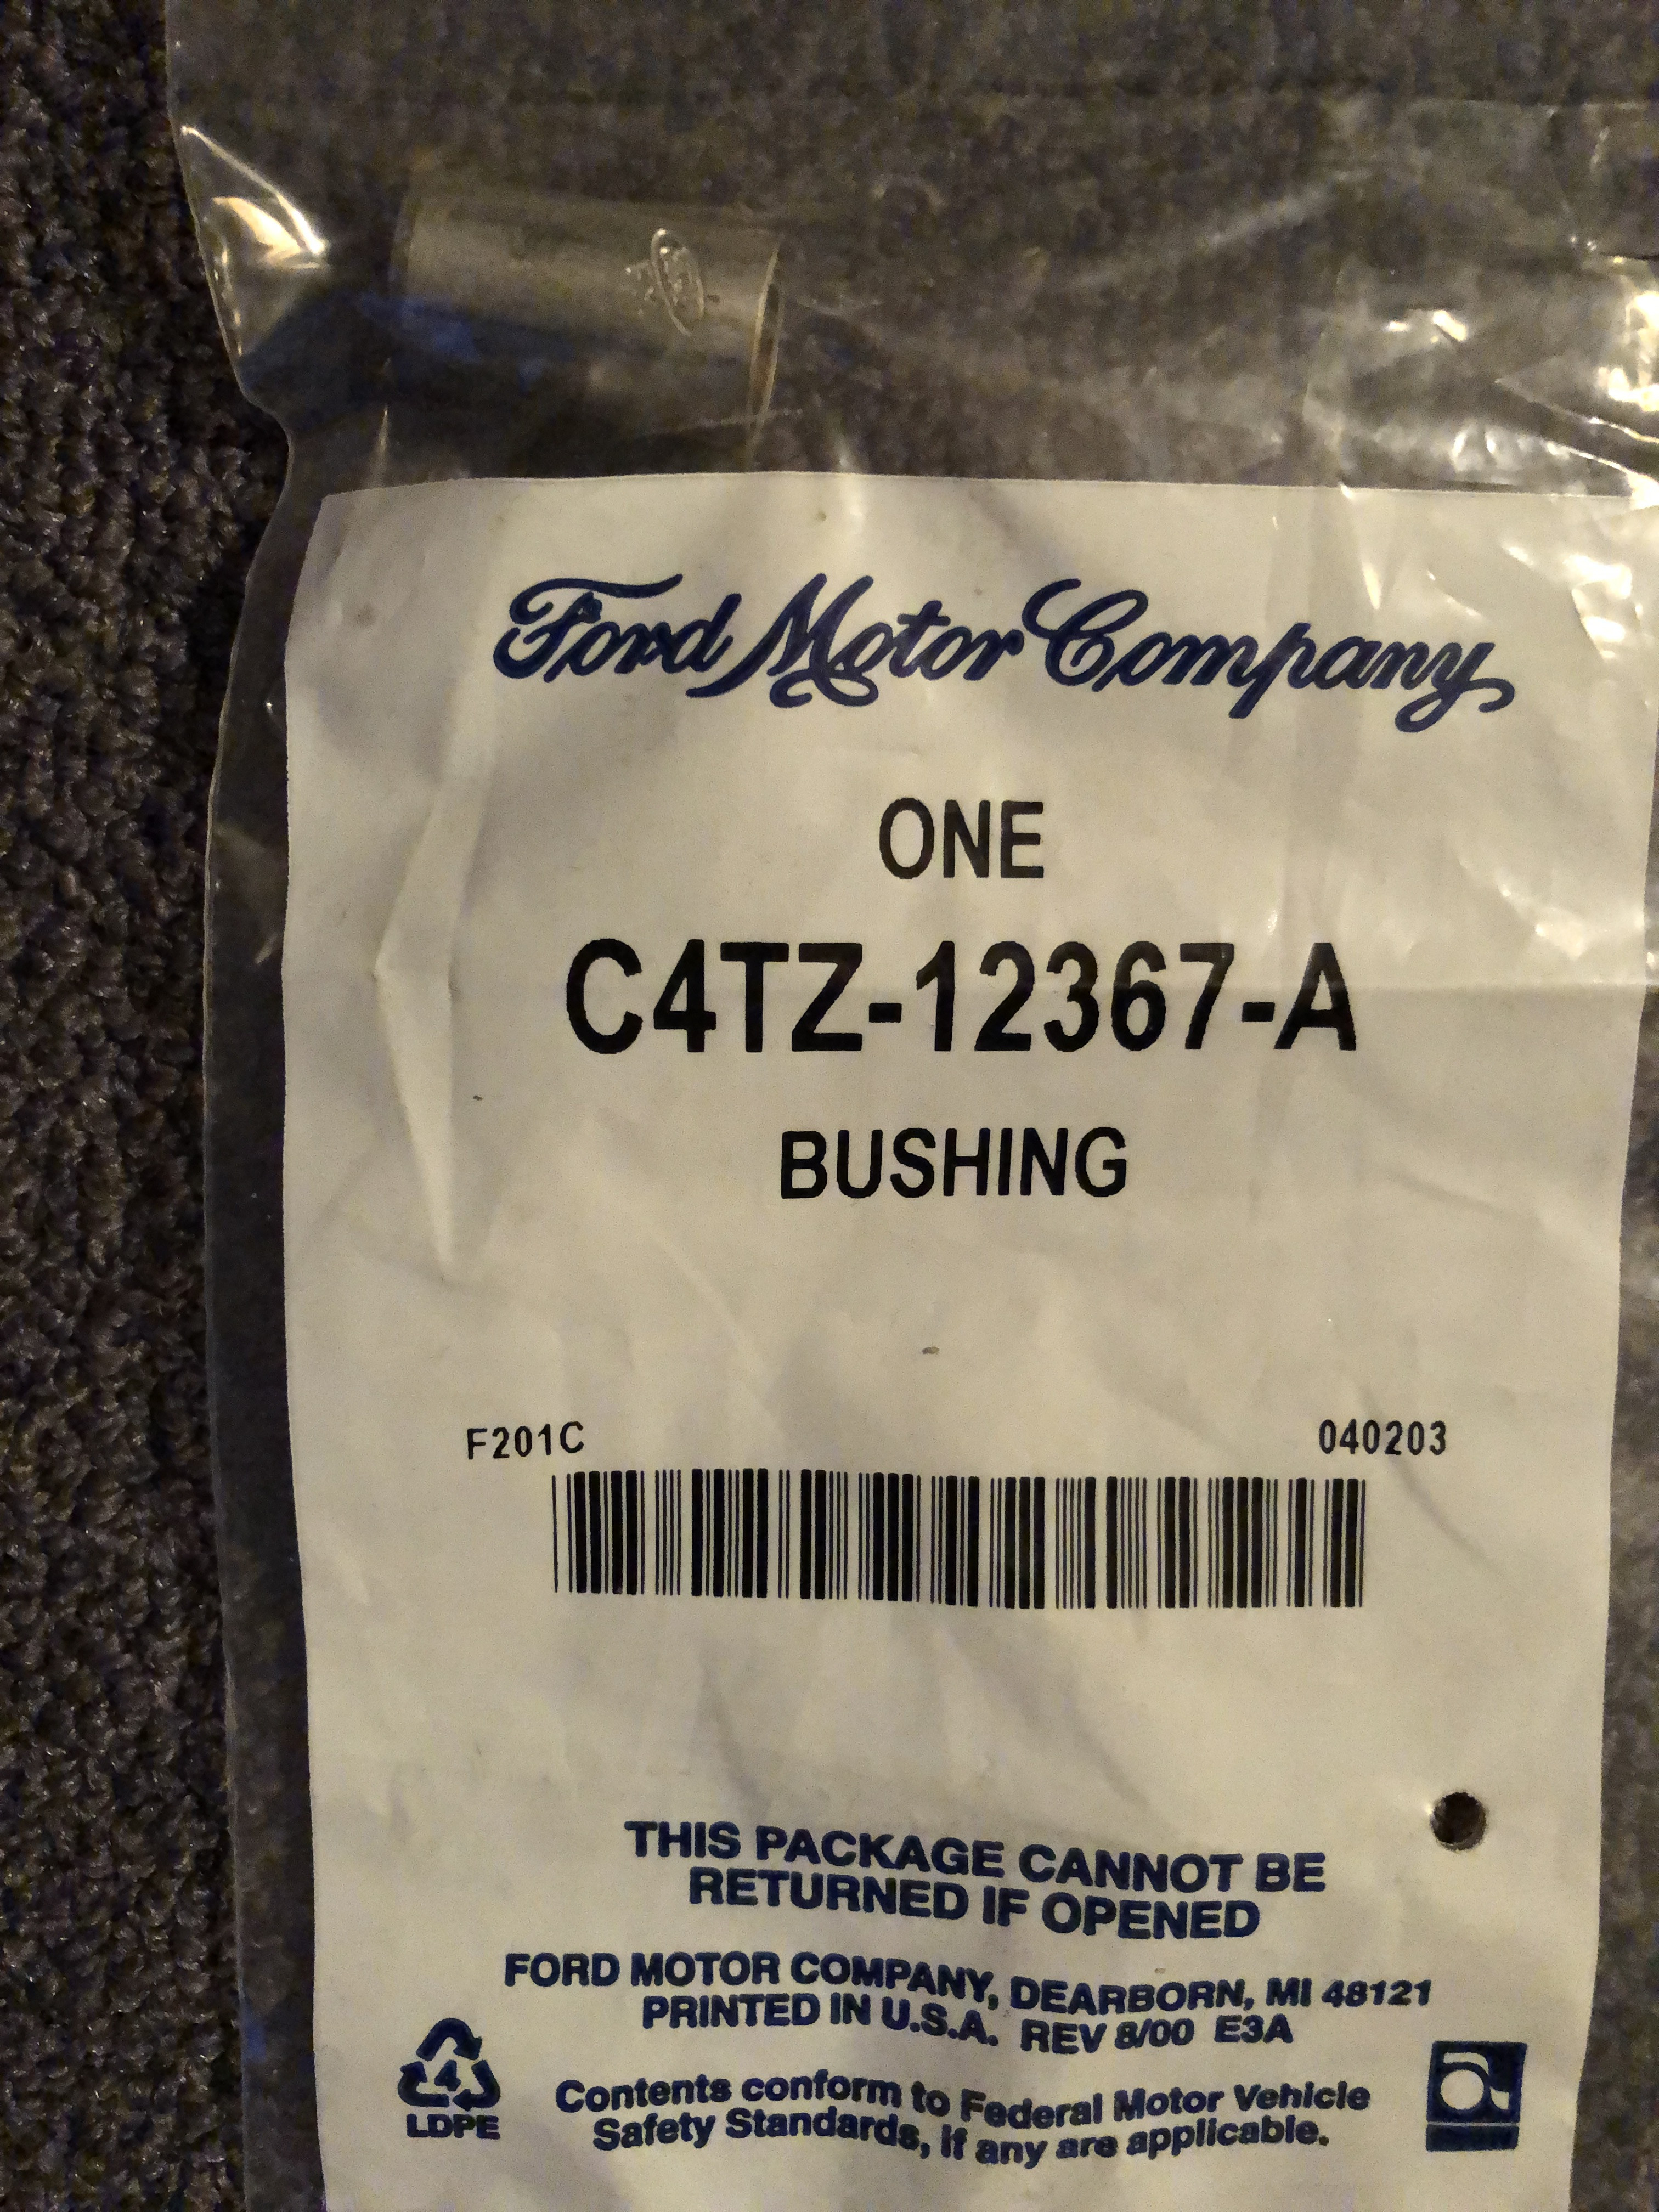 Ford Motor Company
ONE
C4TZ-12367-A
BUSHING
F201C 040203
THIS PACKAGE CANNOT BE
RETURNED IF OPENED
FORD MOTOR COMPANY, DEARBORN, MI 48121
PRINTED IN U.S.A. REV 8/00 E3A
4
LDPE
Contents conform to Federal Motor Vehicle
Safety Standards, if any are applicable.